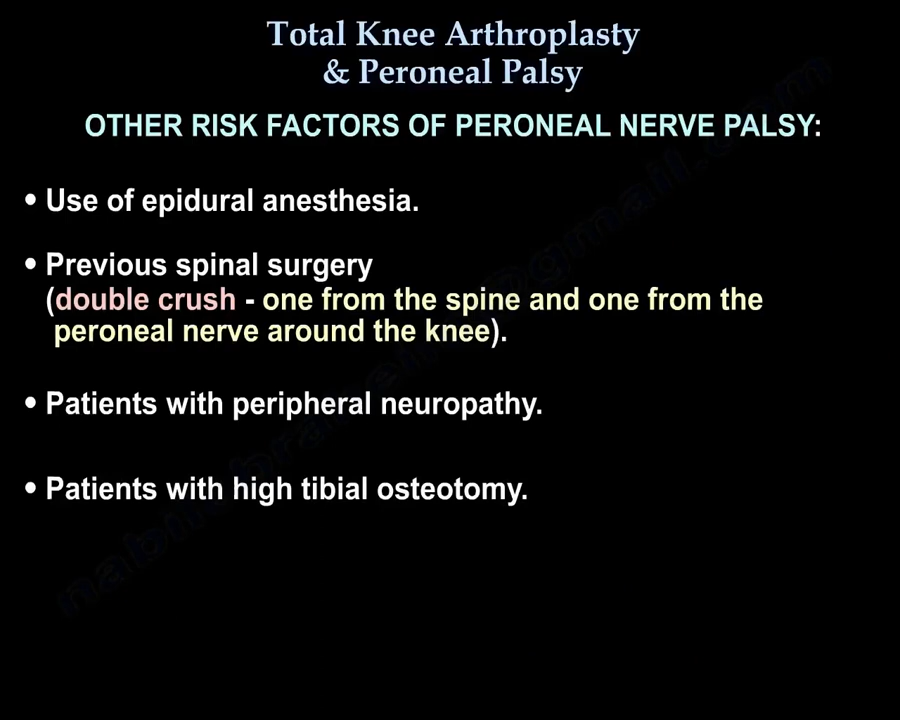 Total Knee Arthroplasty
& Peroneal Palsy
OTHER RISK FACTORS OF PERONEAL NERVE PALSY:
• Use of epidural anesthesia.
• Previous spinal surgery
(double crush - one from the spine and one from the
peroneal nerve around the knee).
• Patients with peripheral neuropathy.
• Patients with high tibial osteotomy.